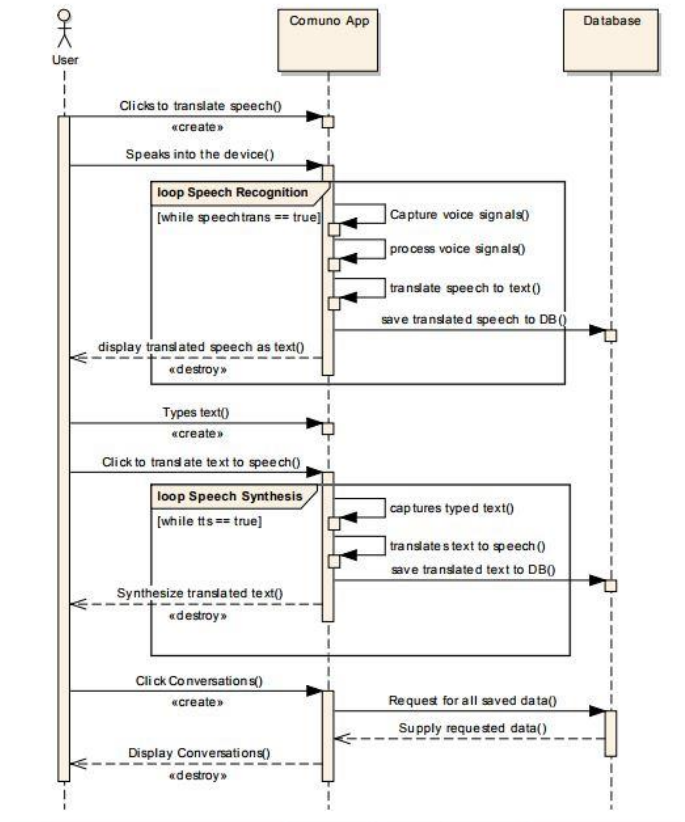 Comuno App
Database
User
Clicks to translate speech()
«create»
Speaks into the device()
loop Speech Recognition
[while speechtrans == true]
Capture voice signals()
process voice signals()
translate speech to text()
save translated speech to DB()
display translated speech as text()
«destroy»
Types text()
«create»
Click to translate text to speech()
loop Speech Synthesis
[while tts == true]
captures typed text()
translates text to speech()
save translated text to DB()
Synthesize translated text()
«destroy»
Click Conversations()
«create»
Request for all saved data()
Supply requested data()
Display Conversations()
«destroy»